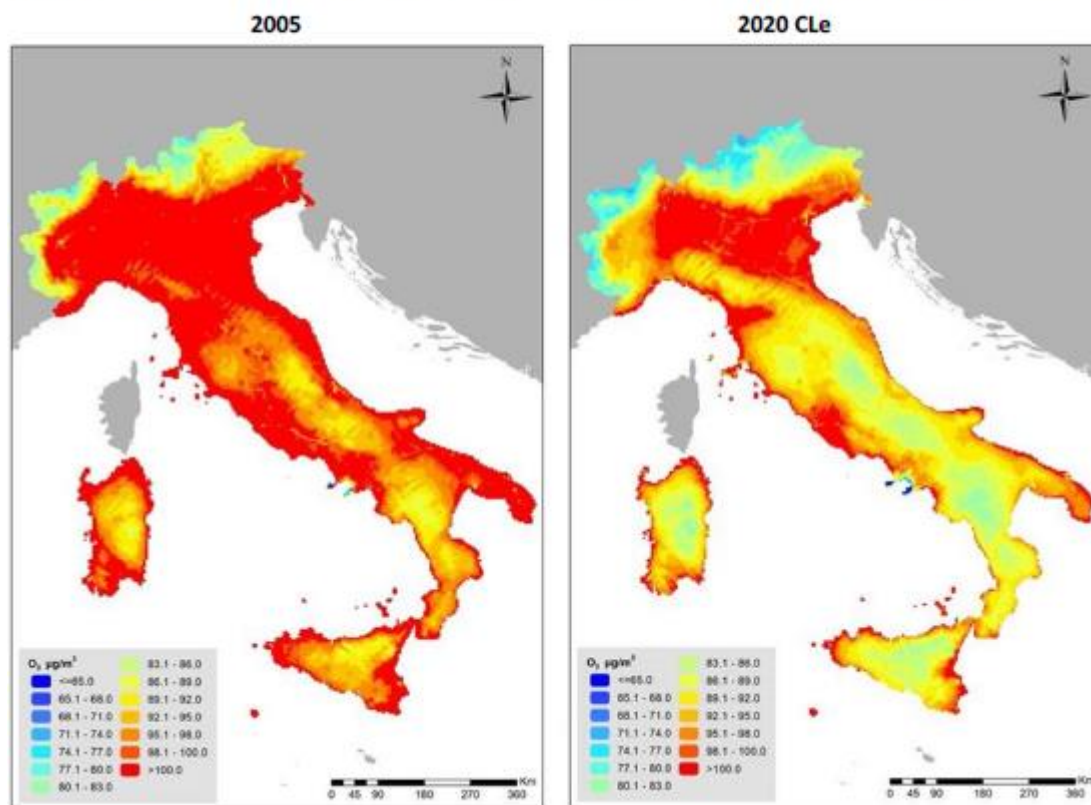 2005
2020 CLe
N
N
O₃ µg/m³
<=65.0
65.1 - 68.0
68.1 - 71.0
71.1 - 74.0
74.1 - 77.0
77.1 - 80.0
80.1 - 83.0
83.1 - 86.0
86.1 - 89.0
89.1 - 92.0
92.1 - 95.0
95.1 - 98.0
98.1 - 100.0
>100.0
Km
0 45 90 180 270 360
O₃ µg/m³
<=65.0
65.1 - 68.0
68.1 - 71.0
71.1 - 74.0
74.1 - 77.0
77.1 - 80.0
80.1 - 83.0
83.1 - 86.0
86.1 - 89.0
89.1 - 92.0
92.1 - 95.0
95.1 - 98.0
98.1 - 100.0
>100.0
Km
0 45 90 180 270 360